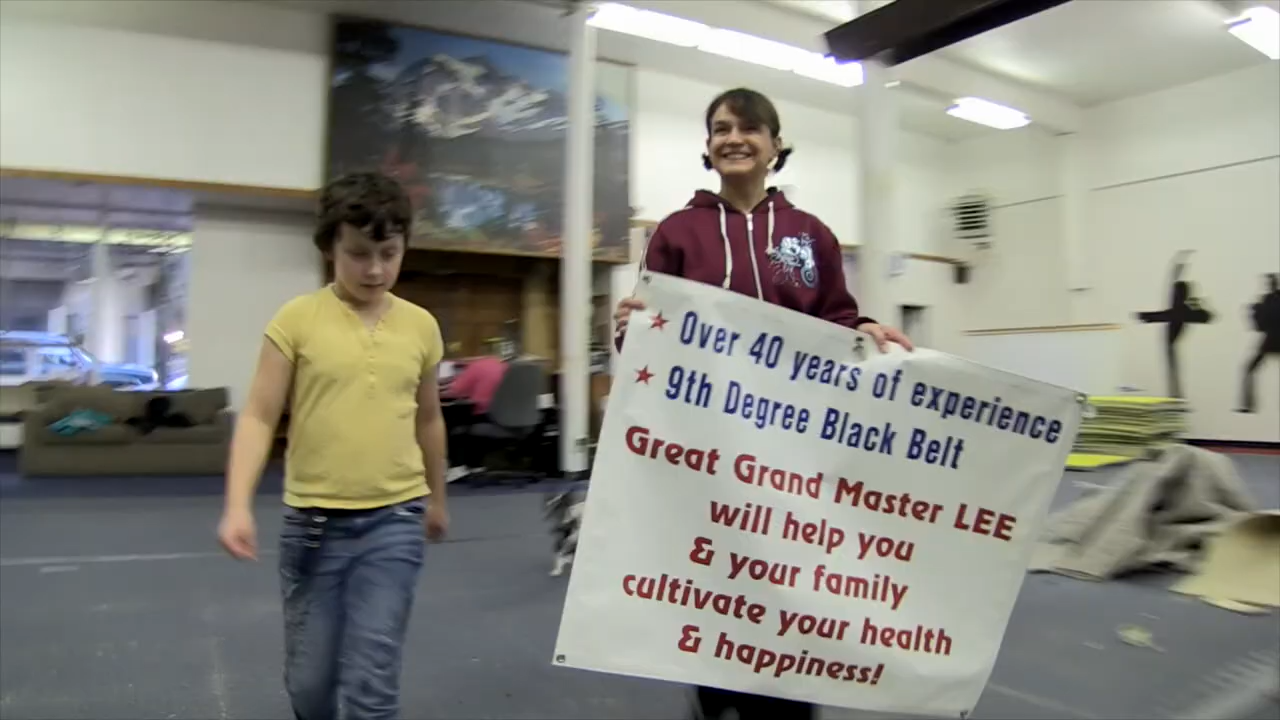 Over 40 years of experience
9th Degree Black Belt
Great Grand Master LEE
will help you
& your family
cultivate your health
& happiness!